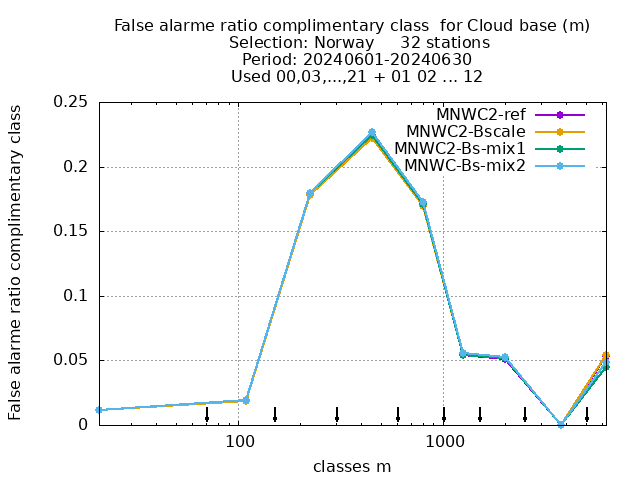 False alarme ratio complimentary class  for Cloud base (m)
Selection: Norway     32 stations
Period: 20240601-20240630
Used 00,03,...,21 + 01 02 ... 12
False alarme ratio complimentary class
0.25
0.2
0.15
0.1
0.05
0
MNWC2-ref
MNWC2-Bscale
MNWC2-Bs-mix1
MNWC-Bs-mix2
100
1000
classes m